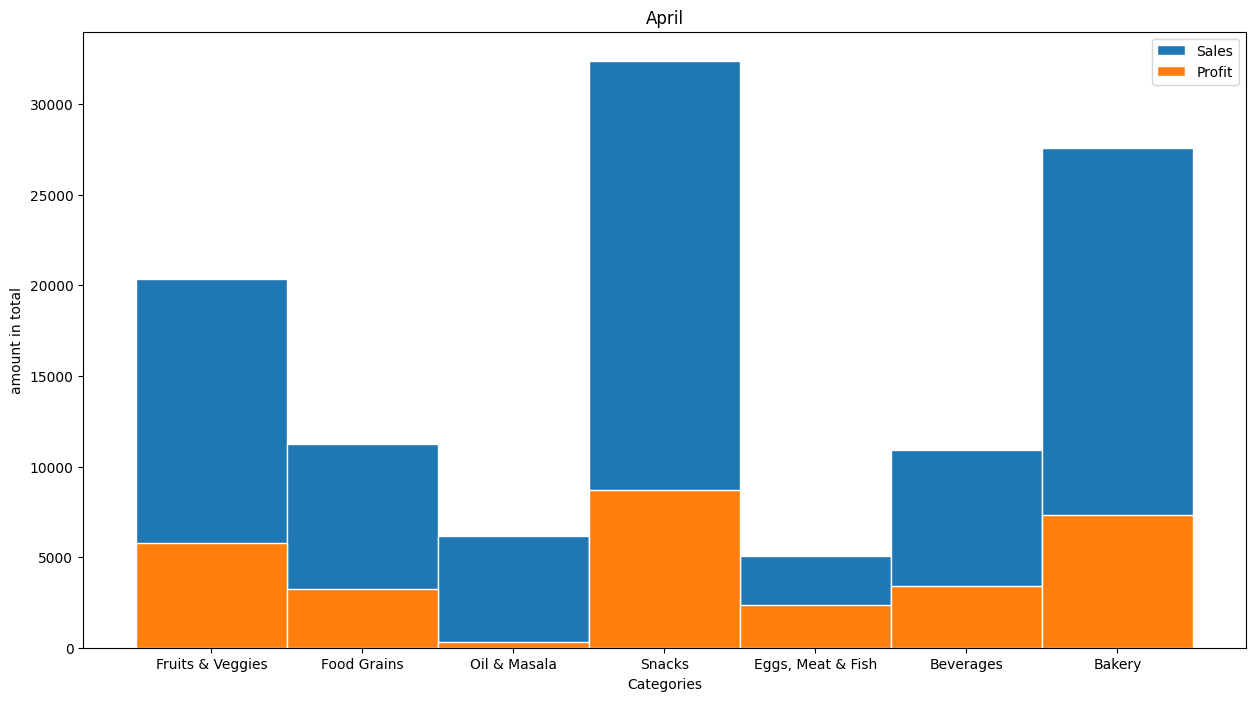 April
Sales
Profit
amount in total
30000
25000
20000
15000
10000
5000
0
Fruits & Veggies
Food Grains
Oil & Masala
Snacks
Eggs, Meat & Fish
Beverages
Bakery
Categories